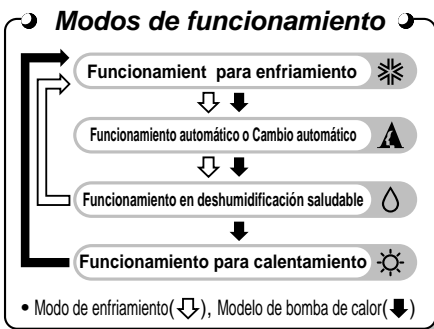 Modos de funcionamiento
Funcionamient para enfriamiento
Funcionamiento automático o Cambio automático
Funcionamiento en deshumidificación saludable
Funcionamiento para calentamiento
• Modo de enfriamiento(⇩), Modelo de bomba de calor(⬇)